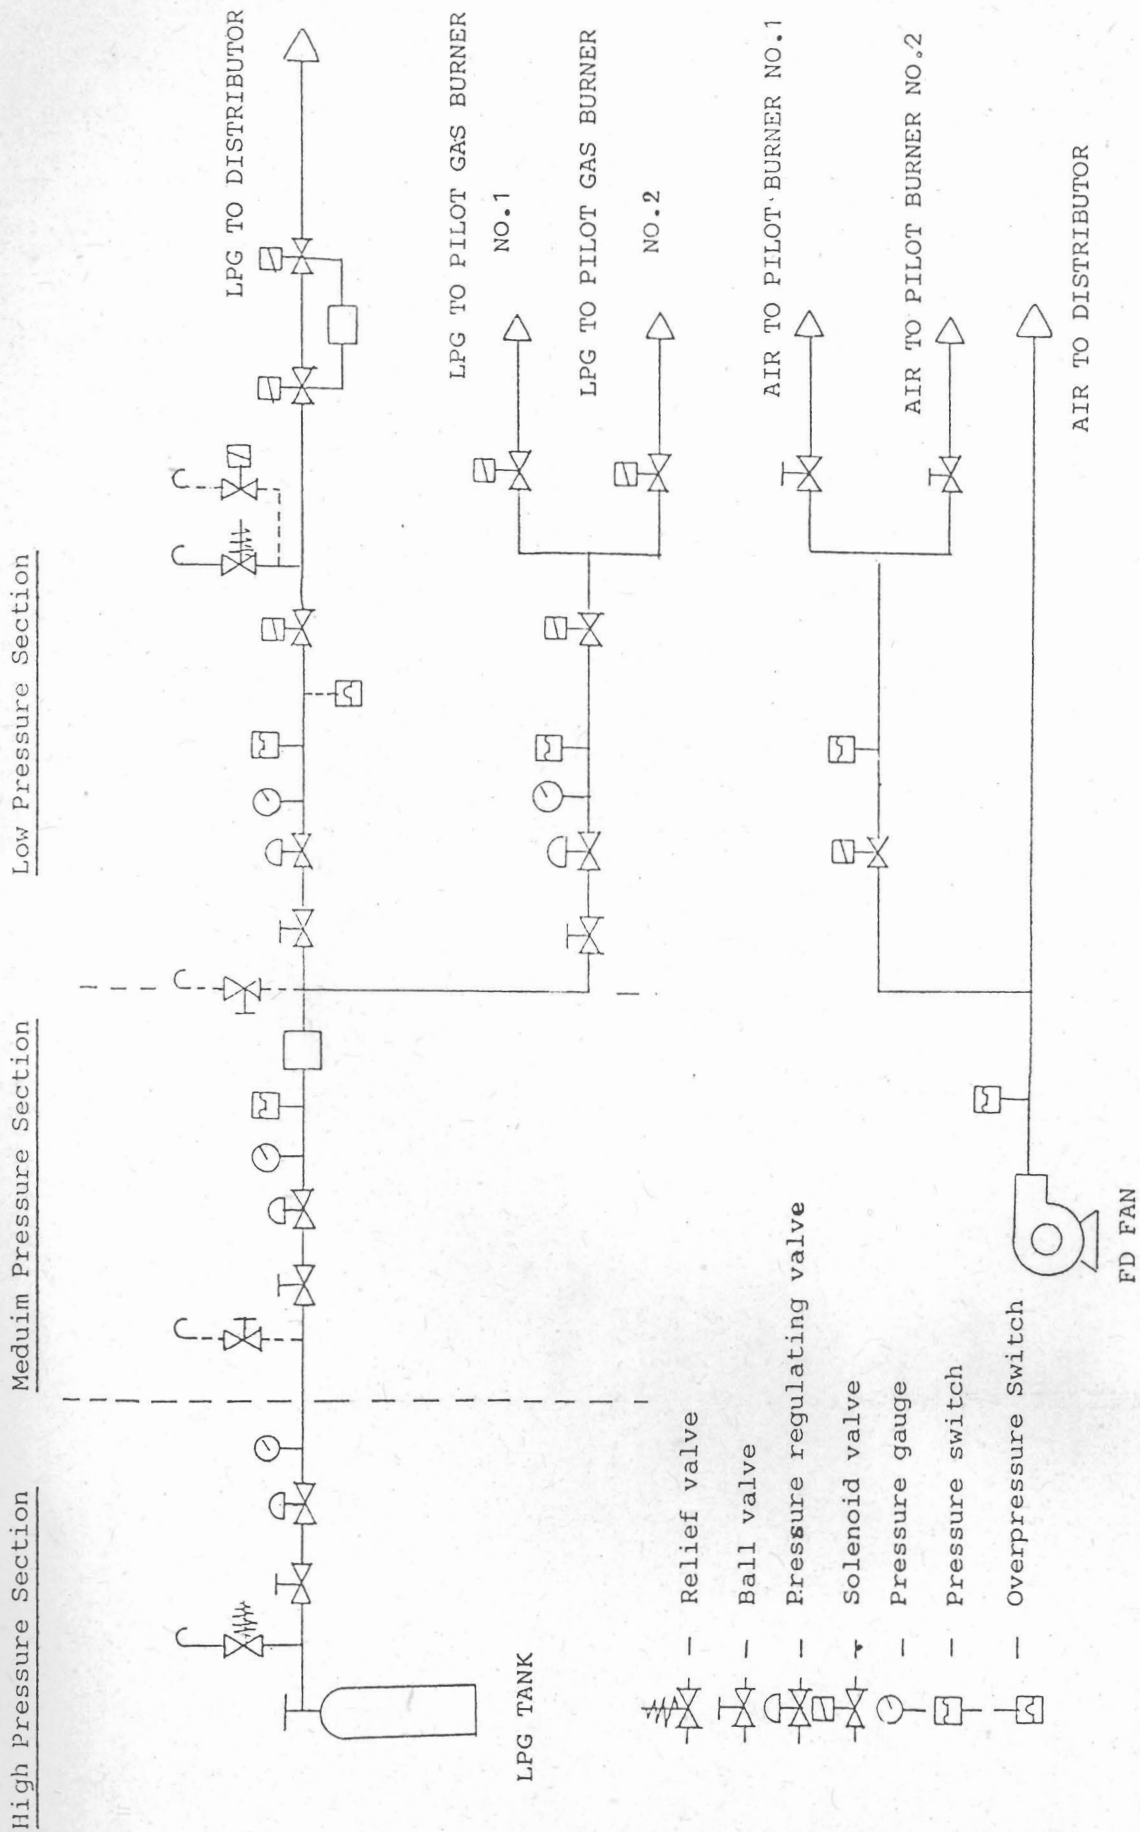 High Pressure Section
Meduim Pressure Section
Low Pressure Section
LPG TO DISTRIBUTOR
LPG TO PILOT GAS BURNER
NO.1
LPG TO PILOT GAS BURNER
NO.2
AIR TO PILOT BURNER NO.1
AIR TO PILOT BURNER NO.2
AIR TO DISTRIBUTOR
LPG TANK
FD FAN
— Relief valve
— Ball valve
— Pressure regulating valve
— Solenoid valve
— Pressure gauge
— Pressure switch
— Overpressure Switch